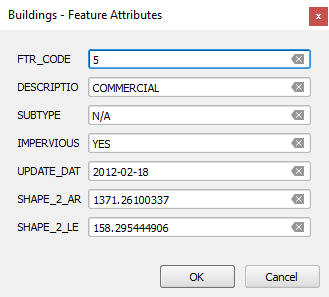 Buildings - Feature Attributes
FTR_CODE 5
DESCRIPTIO COMMERCIAL
SUBTYPE N/A
IMPERVIOUS YES
UPDATE_DAT 2012-02-18
SHAPE_2_AR 1371.26100337
SHAPE_2_LE 158.295444906
OK Cancel